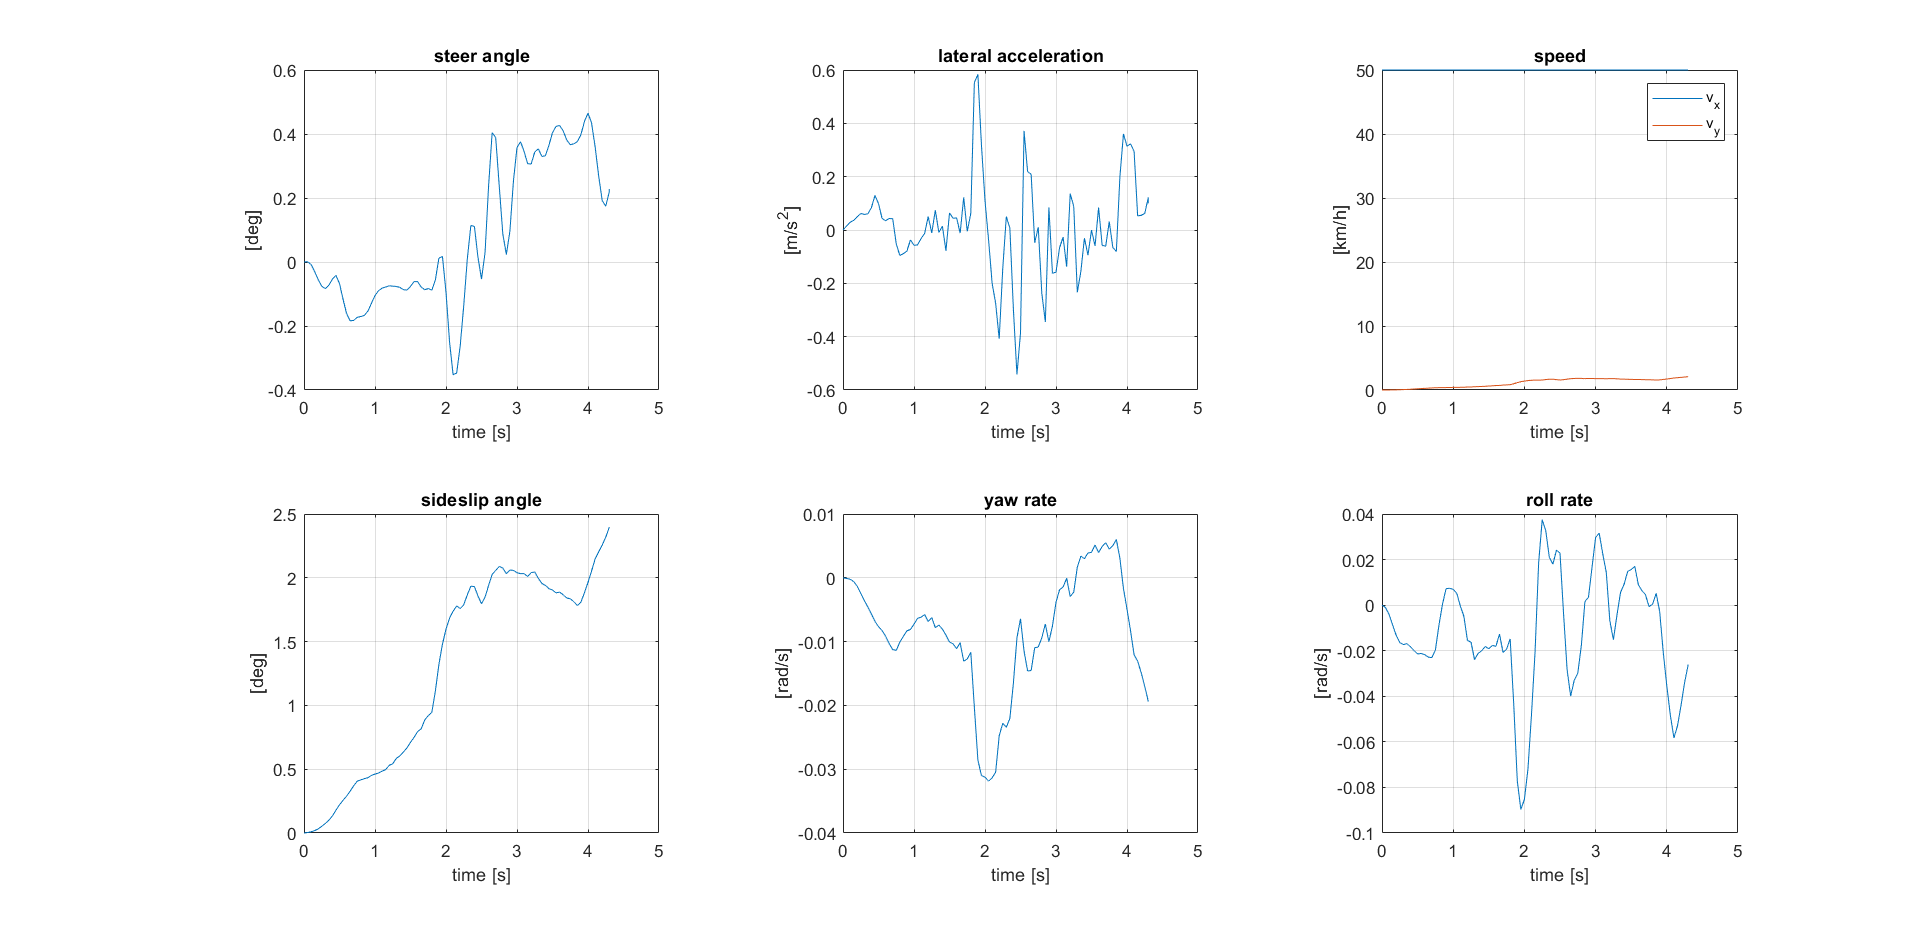 steer angle
0.6
0.4
0.2
0
-0.2
-0.4
[deg]
0 1 2 3 4 5
time [s]
lateral acceleration
0.6
0.4
0.2
0
-0.2
-0.4
-0.6
[m/s²]
0 1 2 3 4 5
time [s]
speed
50
40
30
20
10
0
[km/h]
v_x
v_y
0 1 2 3 4 5
time [s]
sideslip angle
2.5
2
1.5
1
0.5
0
[deg]
0 1 2 3 4 5
time [s]
yaw rate
0.01
0
-0.01
-0.02
-0.03
-0.04
[rad/s]
0 1 2 3 4 5
time [s]
roll rate
0.04
0.02
0
-0.02
-0.04
-0.06
-0.08
-0.1
[rad/s]
0 1 2 3 4 5
time [s]